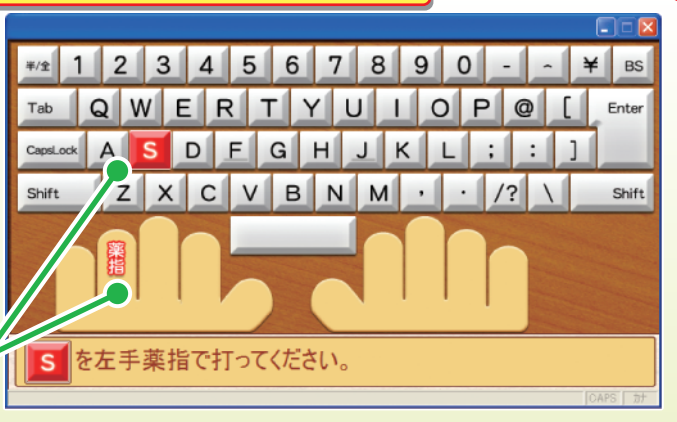 半/全 1 2 3 4 5 6 7 8 9 0 - ^ ¥ BS
Tab Q W E R T Y U I O P @ [ Enter
CapsLock A S D F G H J K L ; : ]
Shift Z X C V B N M , . /? \ Shift
薬指
S を左手薬指で打ってください。
CAPS カナ